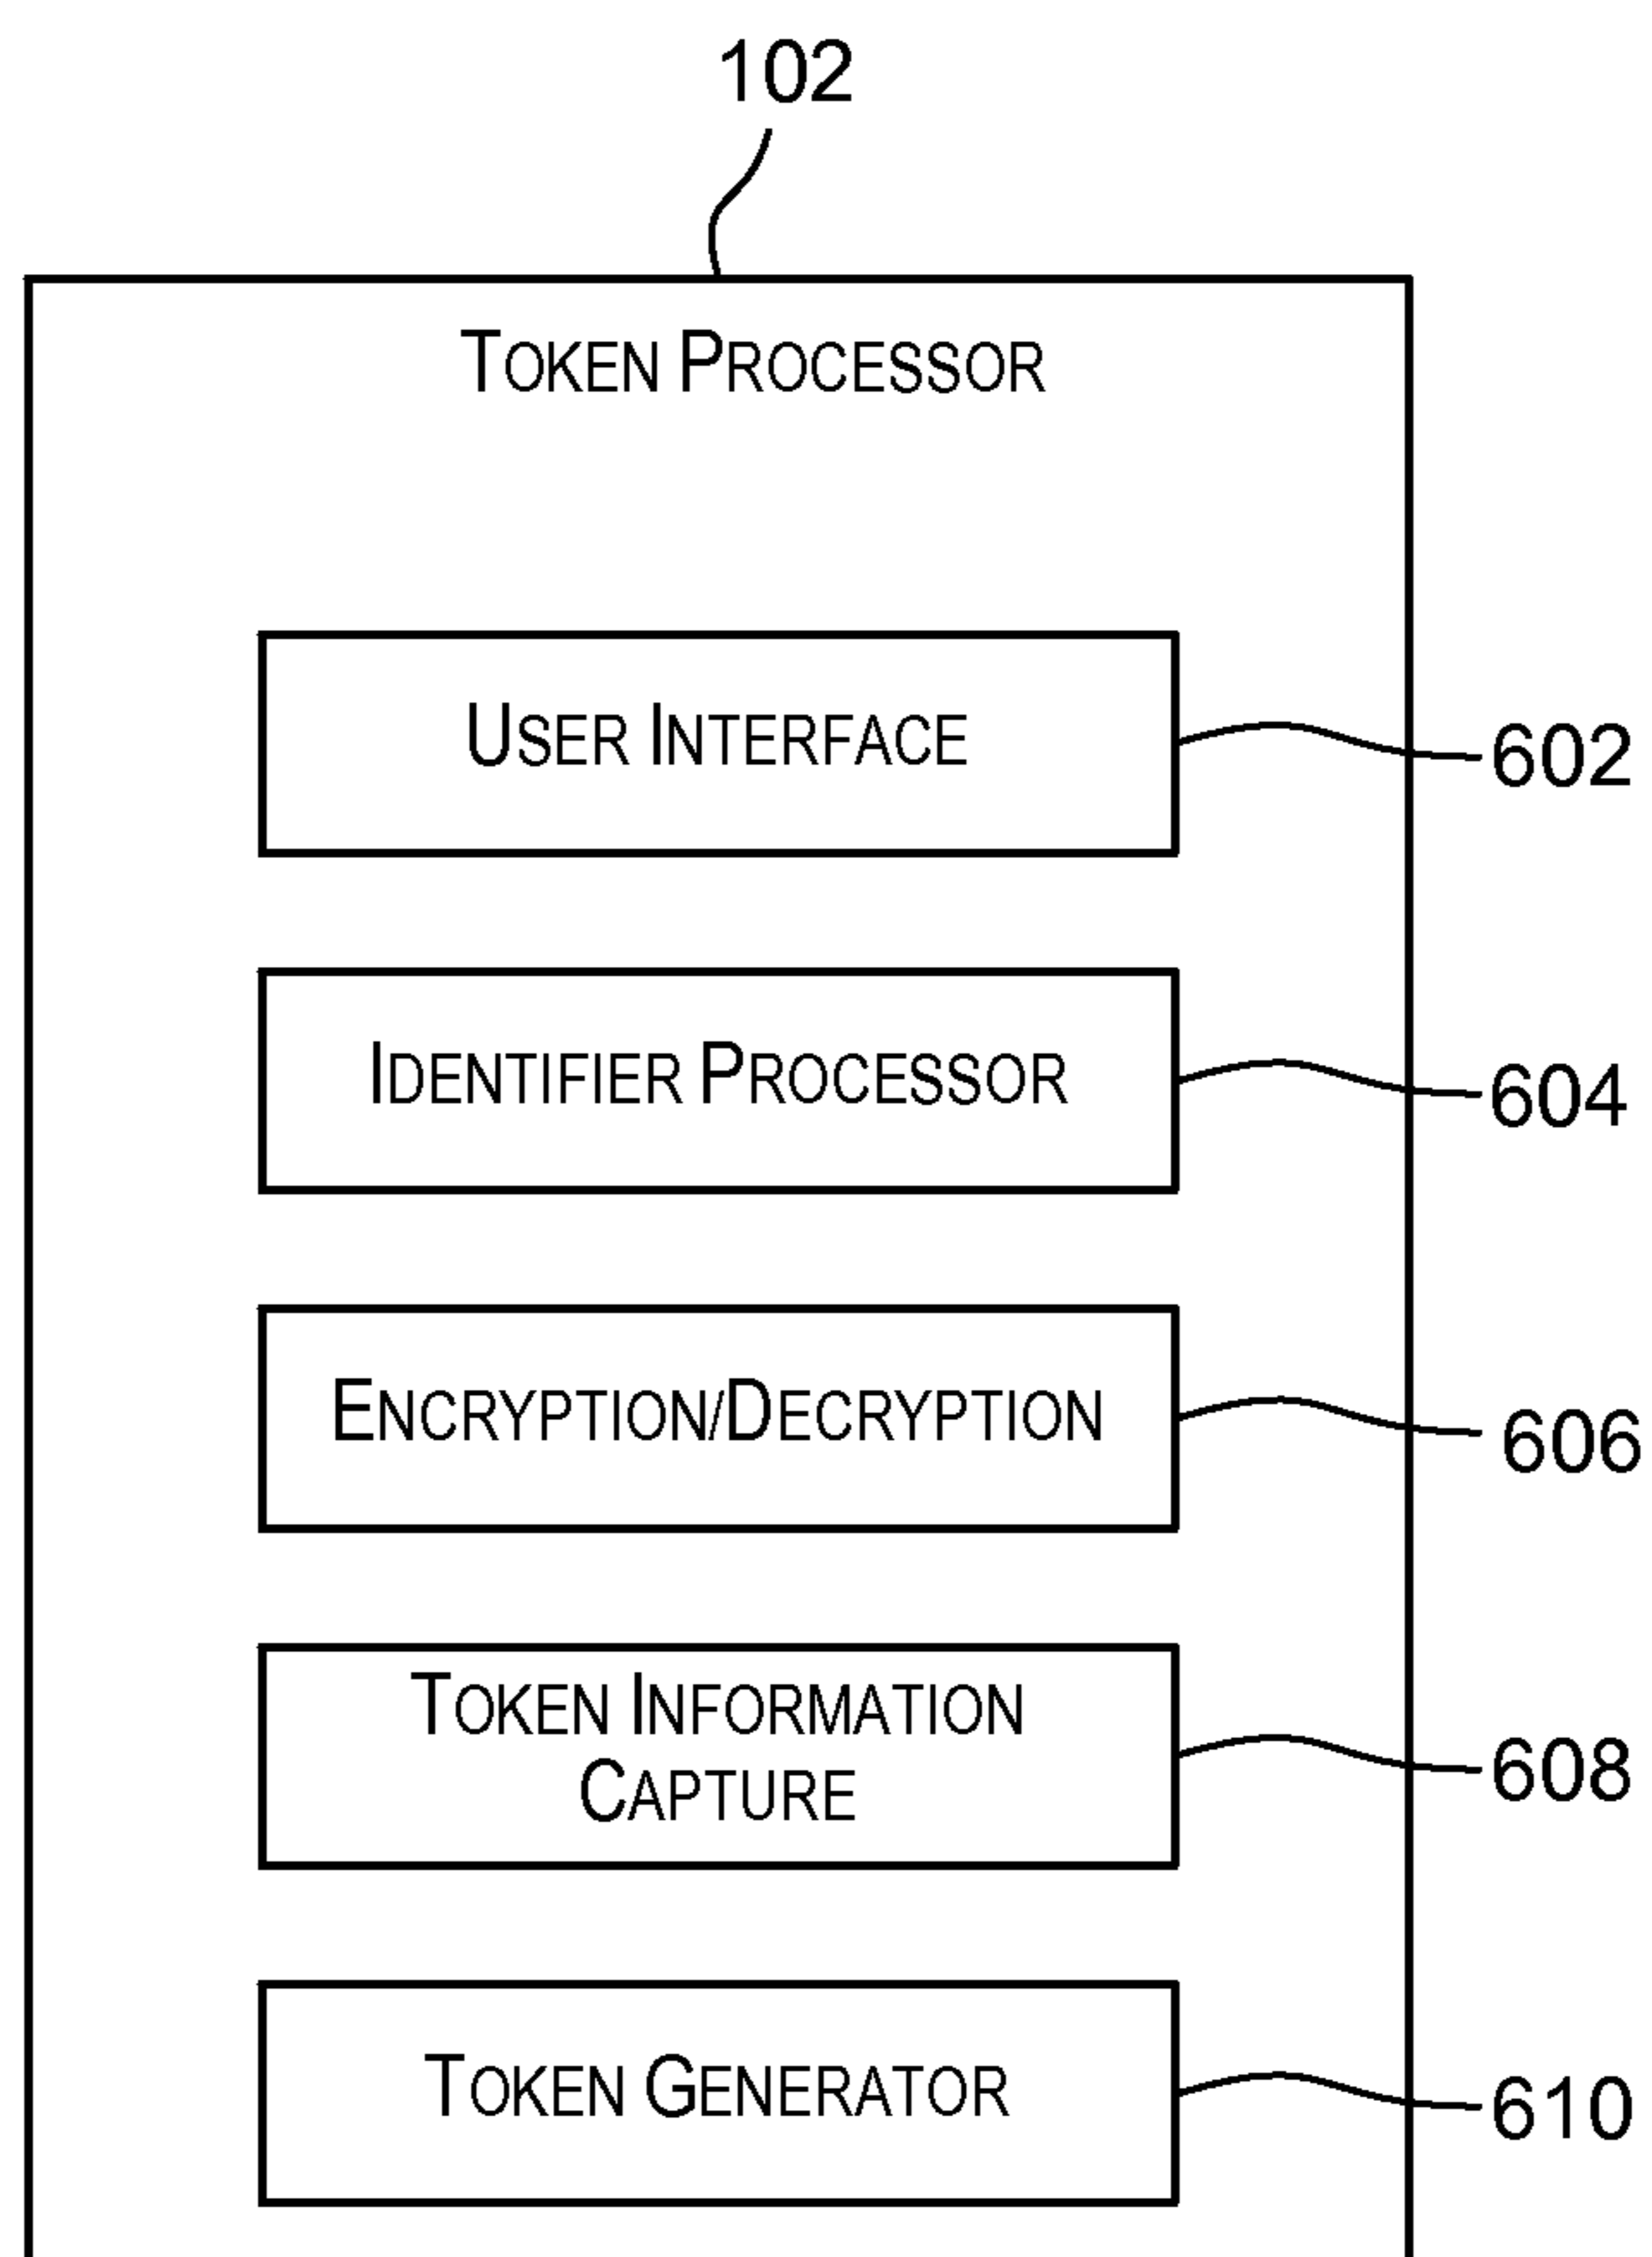 102
TOKEN PROCESSOR
USER INTERFACE
602
IDENTIFIER PROCESSOR
604
ENCRYPTION/DECRYPTION
606
TOKEN INFORMATION
CAPTURE
608
TOKEN GENERATOR
610